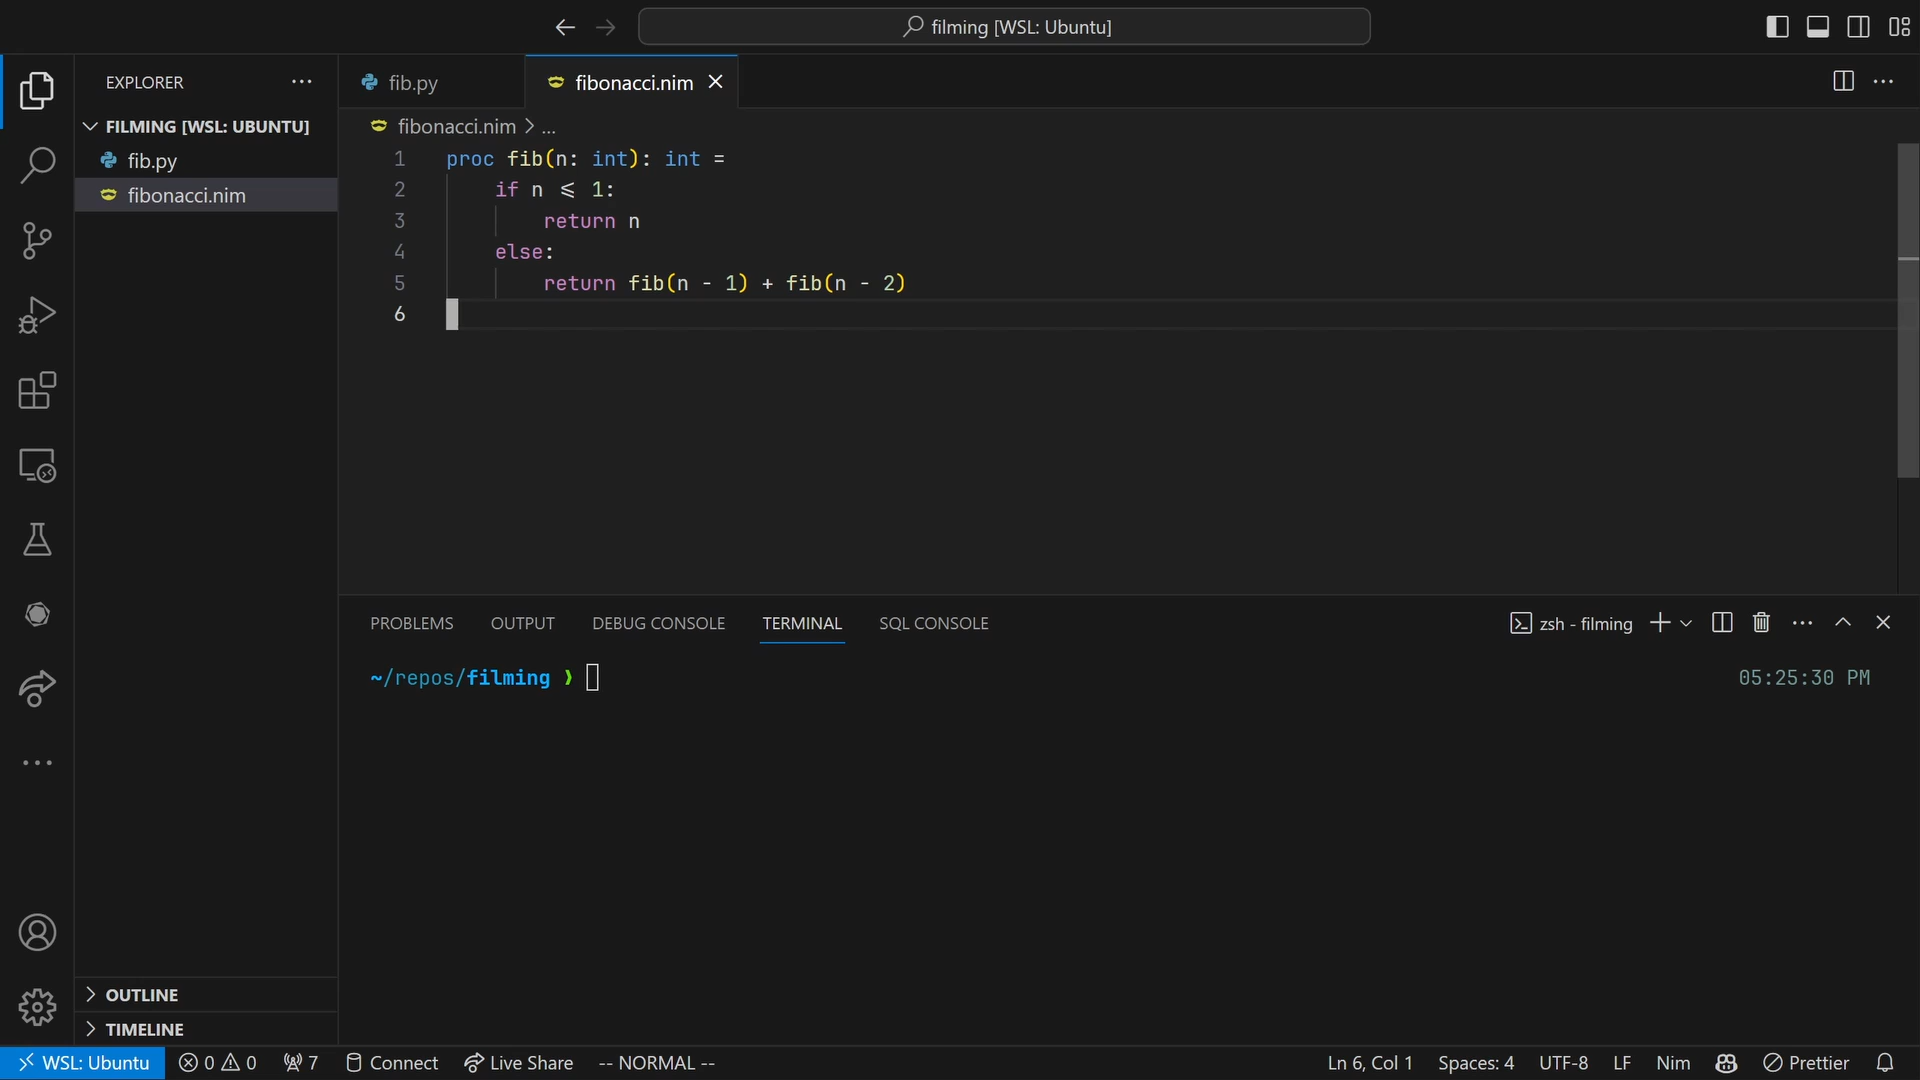 filming [WSL: Ubuntu]
EXPLORER
FILMING [WSL: UBUNTU]
fib.py
fibonacci.nim
OUTLINE
TIMELINE
fib.py
fibonacci.nim
fibonacci.nim > ...
1 proc fib(n: int): int =
2 if n <= 1:
3 return n
4 else:
5 return fib(n - 1) + fib(n - 2)
6
PROBLEMS OUTPUT DEBUG CONSOLE TERMINAL SQL CONSOLE
zsh - filming
~/repos/filming ❯
05:25:30 PM
WSL: Ubuntu 0 0 7 Connect Live Share -- NORMAL -- Ln 6, Col 1 Spaces: 4 UTF-8 LF Nim Prettier